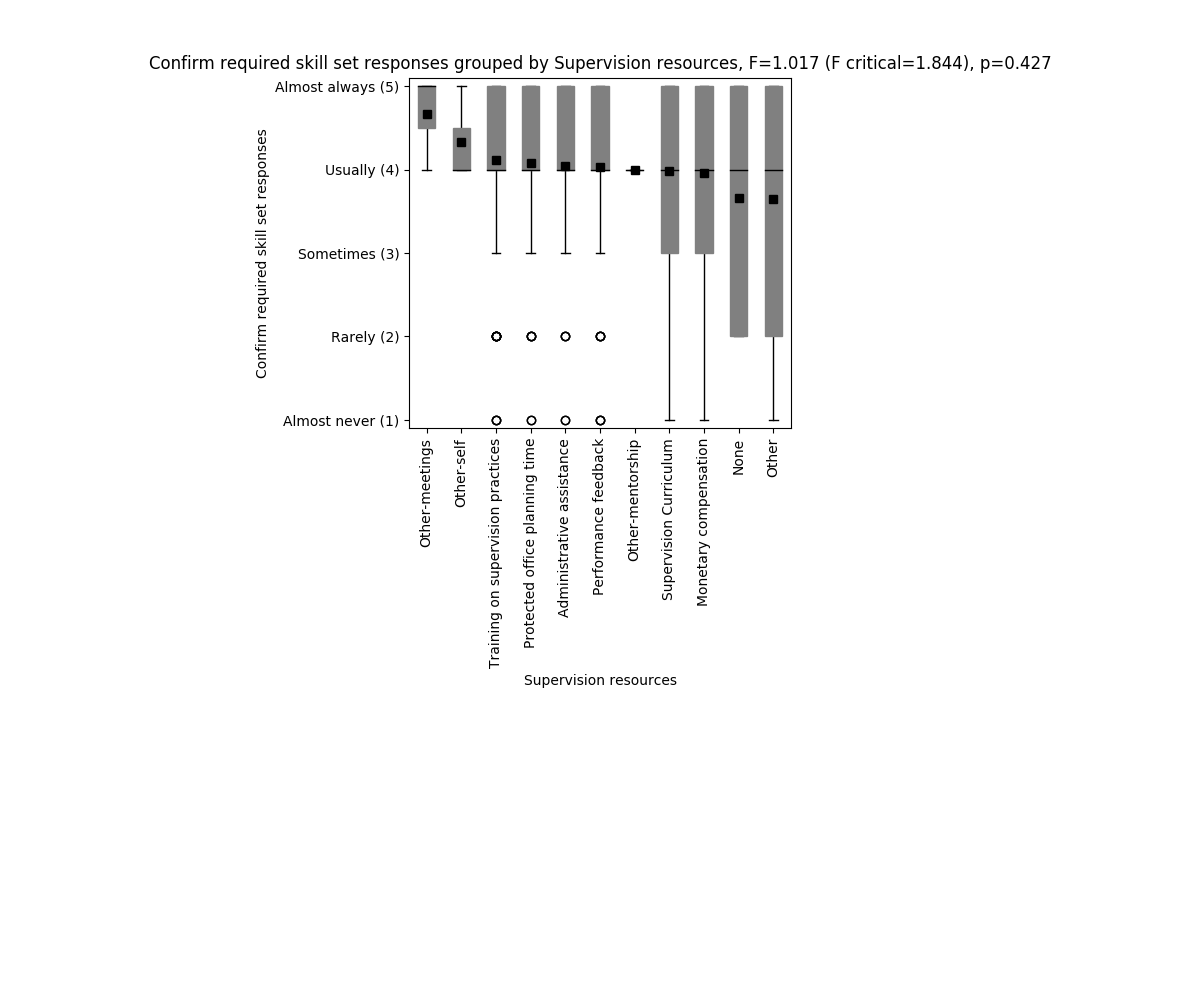 Confirm required skill set responses grouped by Supervision resources, F=1.017 (F critical=1.844), p=0.427
Confirm required skill set responses
Almost always (5)
Usually (4)
Sometimes (3)
Rarely (2)
Almost never (1)
Other-meetings
Other-self
Training on supervision practices
Protected office planning time
Administrative assistance
Performance feedback
Other-mentorship
Supervision Curriculum
Monetary compensation
None
Other
Supervision resources